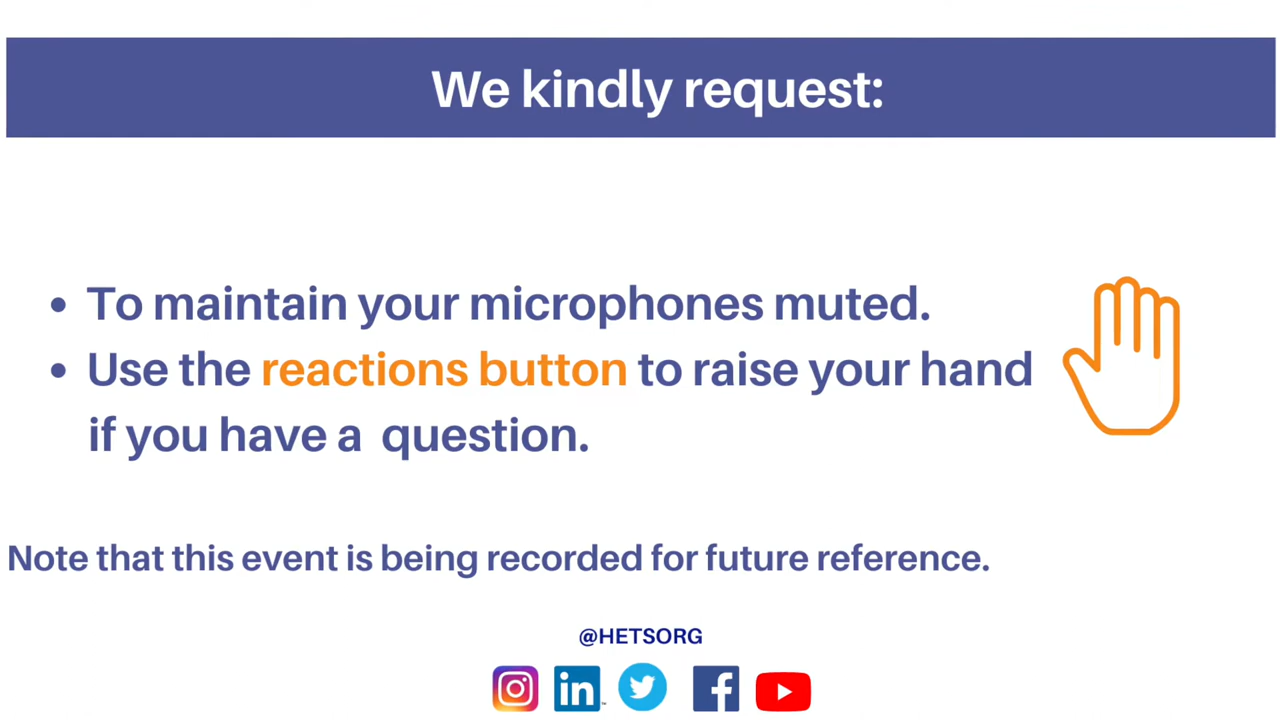 We kindly request:
• To maintain your microphones muted.
• Use the reactions button to raise your hand
if you have a question.
Note that this event is being recorded for future reference.
@HETSORG
in
f